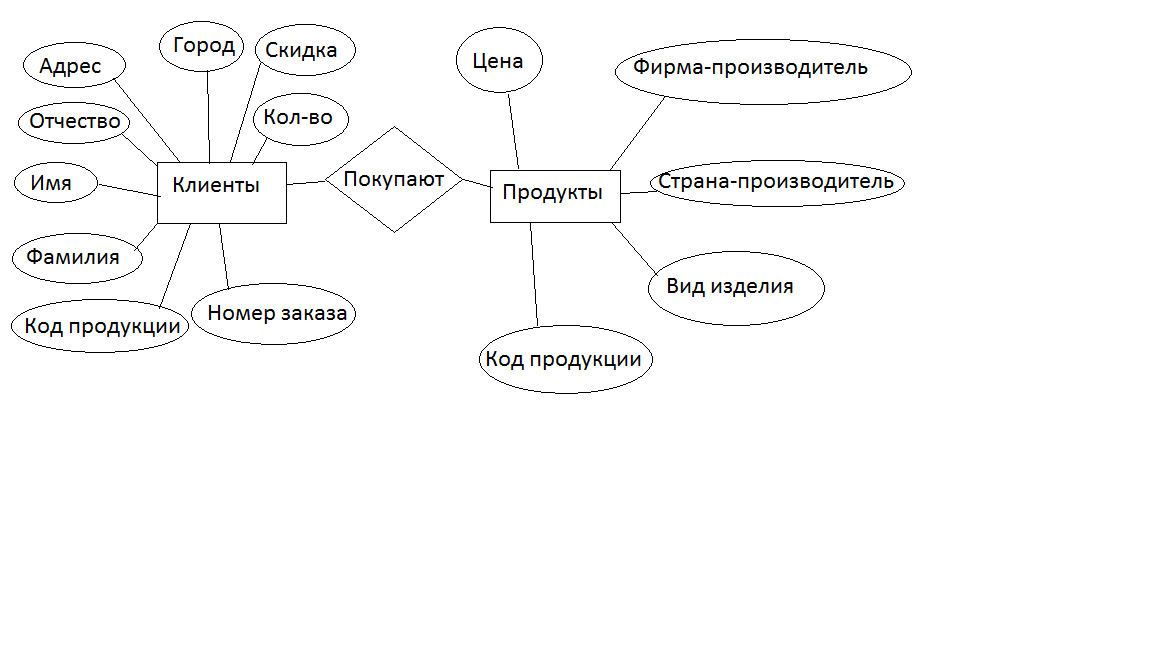 Город
Скидка
Адрес
Отчество
Кол-во
Имя
Клиенты
Фамилия
Код продукции
Номер заказа
Покупают
Цена
Фирма-производитель
Страна-производитель
Продукты
Вид изделия
Код продукции